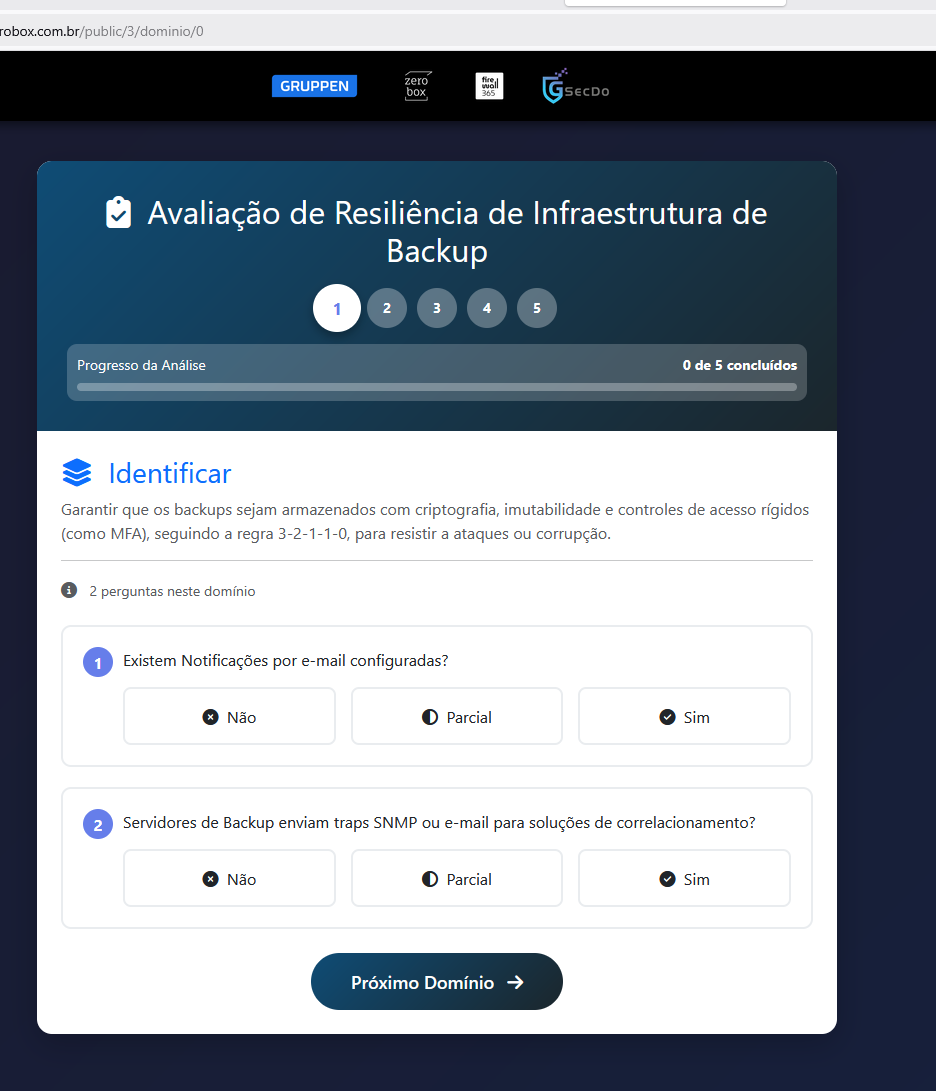 robox.com.br/public/3/dominio/0
GRUPPEN
zero
box
fire
wall
365
GSecDo
Avaliação de Resiliência de Infraestrutura de
Backup
1 2 3 4 5
Progresso da Análise 0 de 5 concluídos
Identificar
Garantir que os backups sejam armazenados com criptografia, imutabilidade e controles de acesso rígidos
(como MFA), seguindo a regra 3-2-1-1-0, para resistir a ataques ou corrupção.
2 perguntas neste domínio
1 Existem Notificações por e-mail configuradas?
Não Parcial Sim
2 Servidores de Backup enviam traps SNMP ou e-mail para soluções de correlacionamento?
Não Parcial Sim
Próximo Domínio